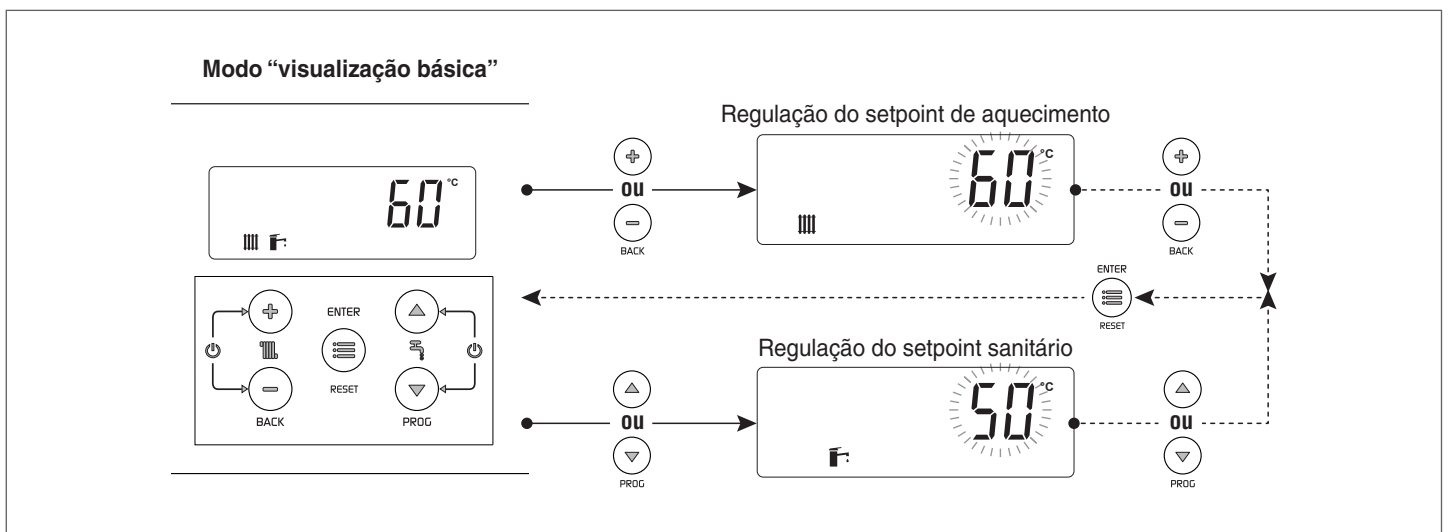 Modo “visualização básica”
60 °C
ENTER
RESET
BACK
PROG
ou
BACK
Regulação do setpoint de aquecimento
60 °C
ou
BACK
ENTER
RESET
ou
PROG
Regulação do setpoint sanitário
50 °C
ou
PROG